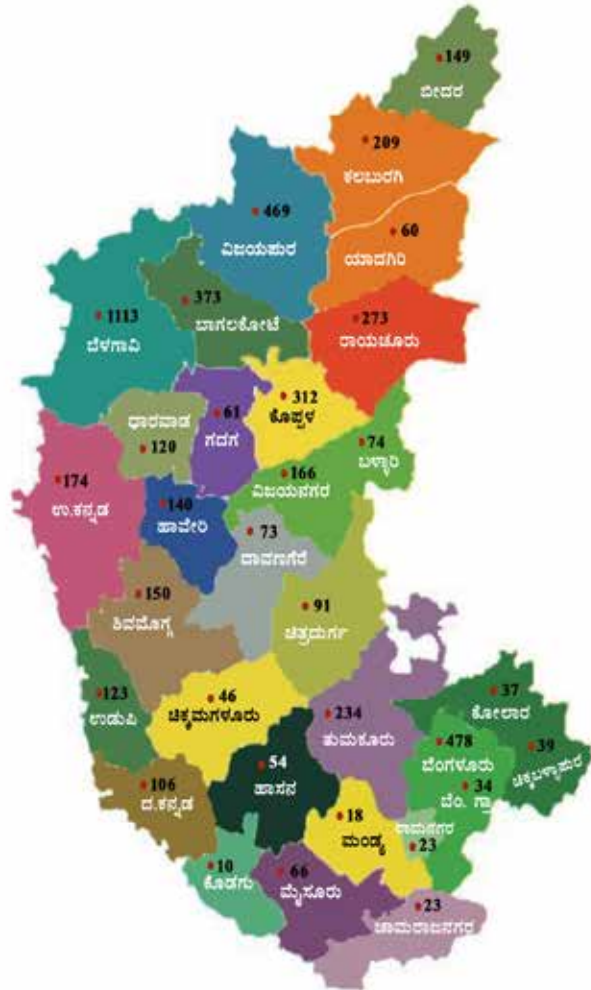 149
ಬೀದರ
209
ಕಲಬುರಗಿ
469
ವಿಜಯಪುರ
60
ಯಾದಗಿರಿ
373
ಬಾಗಲಕೋಟೆ
1113
ಬೆಳಗಾವಿ
273
ರಾಯಚೂರು
312
ಕೊಪ್ಪಳ
61
ಗದಗ
ಧಾರವಾಡ
120
74
ಬಳ್ಳಾರಿ
166
ವಿಜಯನಗರ
174
ಉ.ಕನ್ನಡ
140
ಹಾವೇರಿ
73
ದಾವಣಗೆರೆ
150
ಶಿವಮೊಗ್ಗ
91
ಚಿತ್ರದುರ್ಗ
123
ಉಡುಪಿ
46
ಚಿಕ್ಕಮಗಳೂರು
234
ತುಮಕೂರು
37
ಕೋಲಾರ
478
ಬೆಂಗಳೂರು
39
ಚಿಕ್ಕಬಳ್ಳಾಪುರ
34
ಬೆಂ. ಗ್ರಾ
54
ಹಾಸನ
106
ದ.ಕನ್ನಡ
18
ಮಂಡ್ಯ
ರಾಮನಗರ
23
10
ಕೊಡಗು
66
ಮೈಸೂರು
23
ಚಾಮರಾಜನಗರ